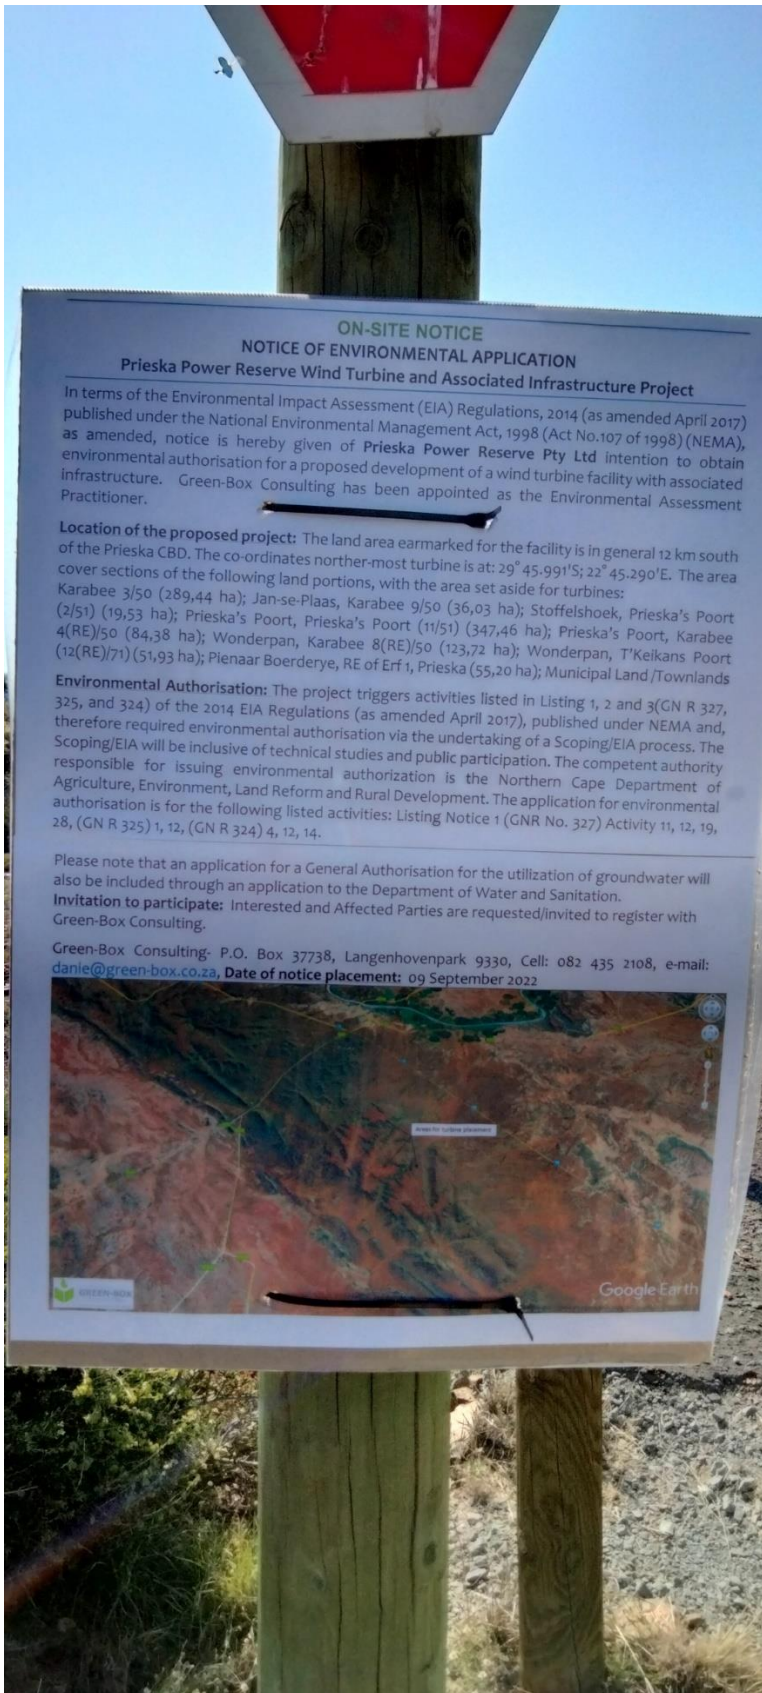 ON-SITE NOTICE
NOTICE OF ENVIRONMENTAL APPLICATION
Prieska Power Reserve Wind Turbine and Associated Infrastructure Project
In terms of the Environmental Impact Assessment (EIA) Regulations, 2014 (as amended April 2017)
published under the National Environmental Management Act, 1998 (Act No.107 of 1998) (NEMA),
as amended, notice is hereby given of Prieska Power Reserve Pty Ltd intention to obtain
environmental authorisation for a proposed development of a wind turbine facility with associated
infrastructure. Green-Box Consulting has been appointed as the Environmental Assessment
Practitioner.
Location of the proposed project: The land area earmarked for the facility is in general 12 km south
of the Prieska CBD. The co-ordinates norther-most turbine is at: 29° 45.991'S; 22° 45.290'E. The area
cover sections of the following land portions, with the area set aside for turbines:
Karabee 3/50 (289,44 ha); Jan-se-Plaas, Karabee 9/50 (36,03 ha); Stoffelshoek, Prieska's Poort
(2/51) (19,53 ha); Prieska's Poort, Prieska's Poort (11/51) (347,46 ha); Prieska's Poort, Karabee
4(RE)/50 (84,38 ha); Wonderpan, Karabee 8(RE)/50 (123,72 ha); Wonderpan, T'Keikans Poort
(12(RE)/71) (51,93 ha); Pienaar Boerderye, RE of Erf 1, Prieska (55,20 ha); Municipal Land /Townlands
Environmental Authorisation: The project triggers activities listed in Listing 1, 2 and 3(GN R 327,
325, and 324) of the 2014 EIA Regulations (as amended April 2017), published under NEMA and,
therefore required environmental authorisation via the undertaking of a Scoping/EIA process. The
Scoping/EIA will be inclusive of technical studies and public participation. The competent authority
responsible for issuing environmental authorization is the Northern Cape Department of
Agriculture, Environment, Land Reform and Rural Development. The application for environmental
authorisation is for the following listed activities: Listing Notice 1 (GNR No. 327) Activity 11, 12, 19,
28, (GN R 325) 1, 12, (GN R 324) 4, 12, 14.
Please note that an application for a General Authorisation for the utilization of groundwater will
also be included through an application to the Department of Water and Sanitation.
Invitation to participate: Interested and Affected Parties are requested/invited to register with
Green-Box Consulting.
Green-Box Consulting- P.O. Box 37738, Langenhovenpark 9330, Cell: 082 435 2108, e-mail:
danie@green-box.co.za, Date of notice placement: 09 September 2022
Areas for turbine placement
GREEN-BOX
Google Earth